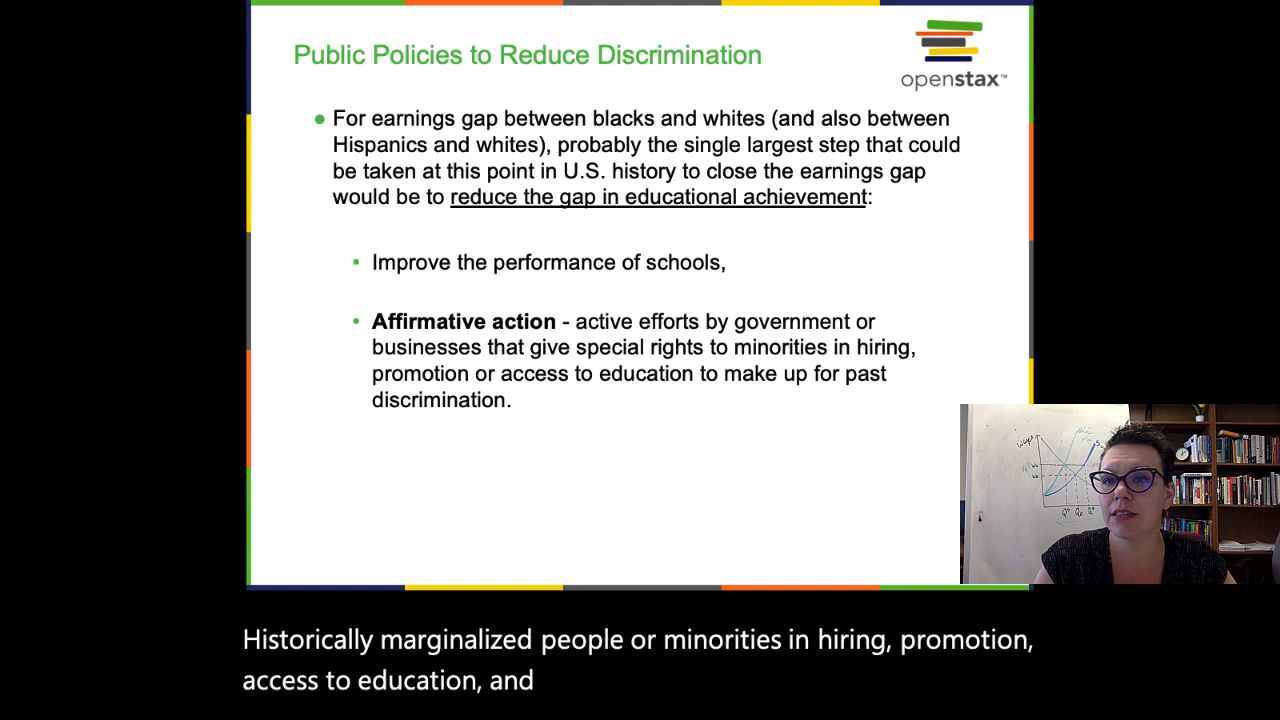 Public Policies to Reduce Discrimination
openstax™
● For earnings gap between blacks and whites (and also between
Hispanics and whites), probably the single largest step that could
be taken at this point in U.S. history to close the earnings gap
would be to reduce the gap in educational achievement:
• Improve the performance of schools,
• Affirmative action - active efforts by government or
businesses that give special rights to minorities in hiring,
promotion or access to education to make up for past
discrimination.
Historically marginalized people or minorities in hiring, promotion,
access to education, and